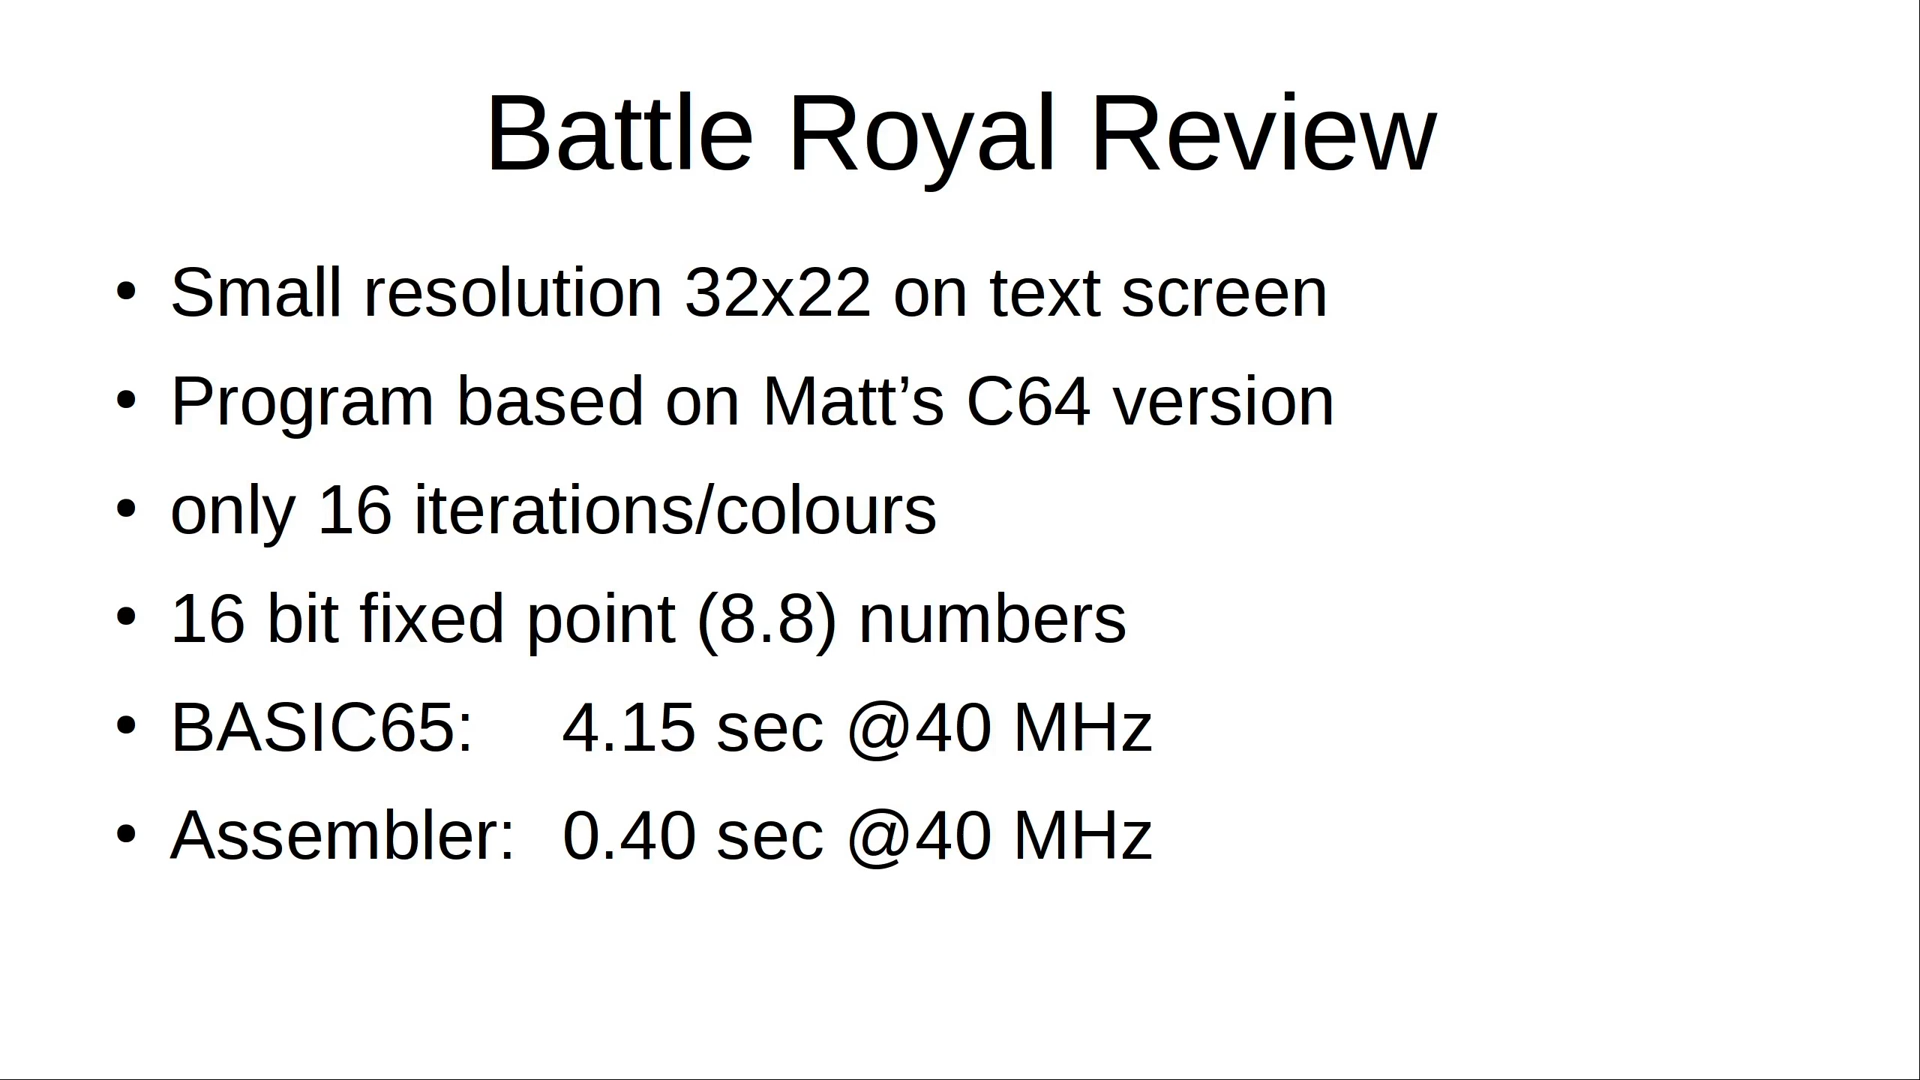 Battle Royal Review
• Small resolution 32x22 on text screen
• Program based on Matt’s C64 version
• only 16 iterations/colours
• 16 bit fixed point (8.8) numbers
• BASIC65: 4.15 sec @40 MHz
• Assembler: 0.40 sec @40 MHz